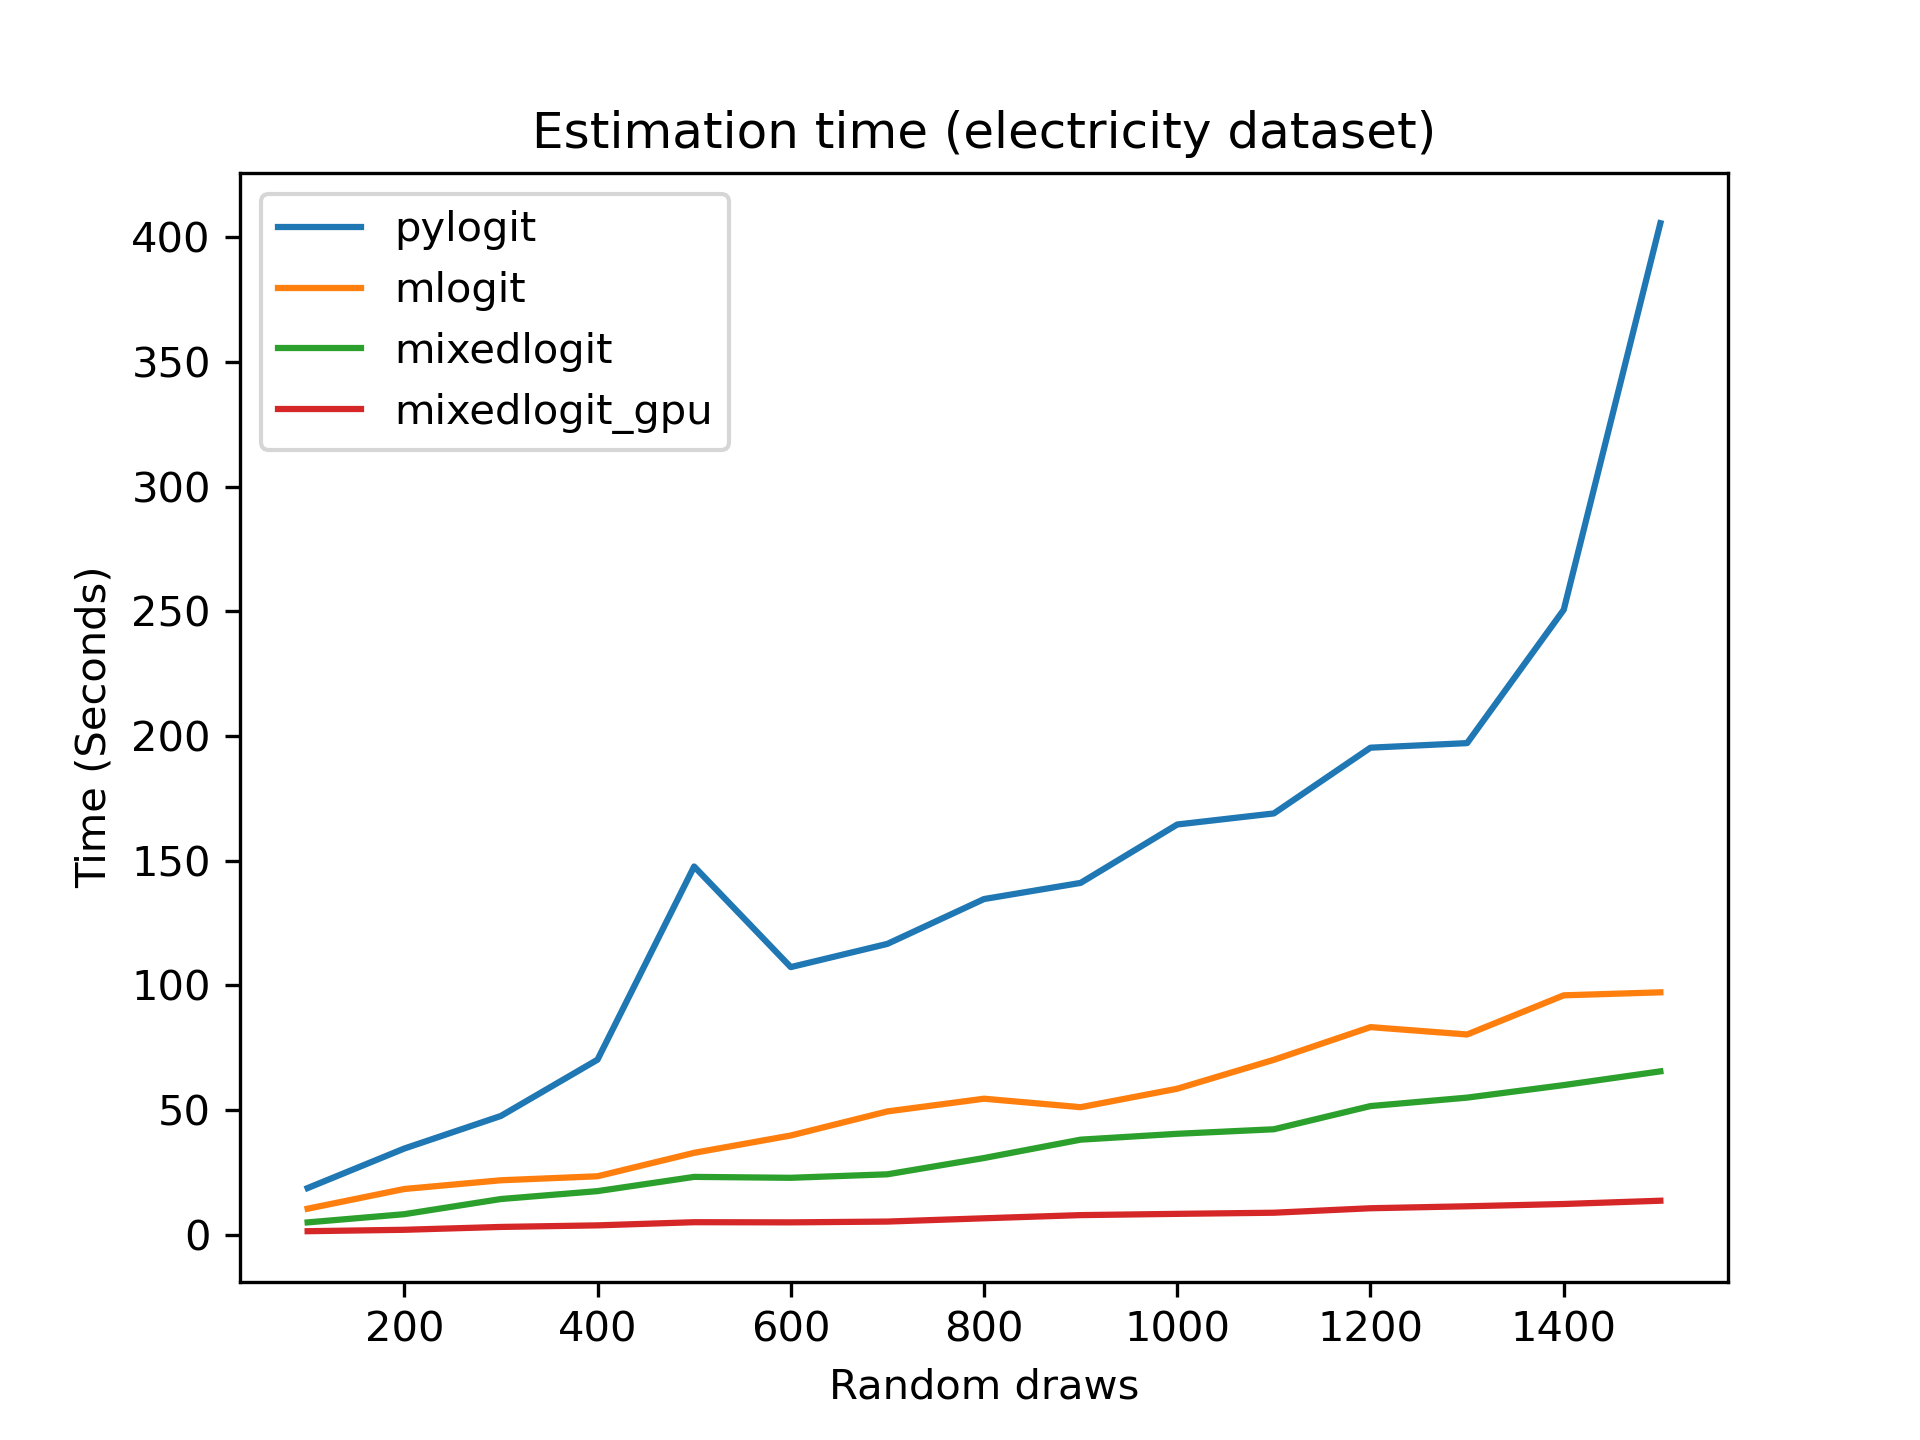 Estimation time (electricity dataset)
pylogit
mlogit
mixedlogit
mixedlogit_gpu
400
350
300
250
200
150
100
50
0
Time (Seconds)
200 400 600 800 1000 1200 1400
Random draws